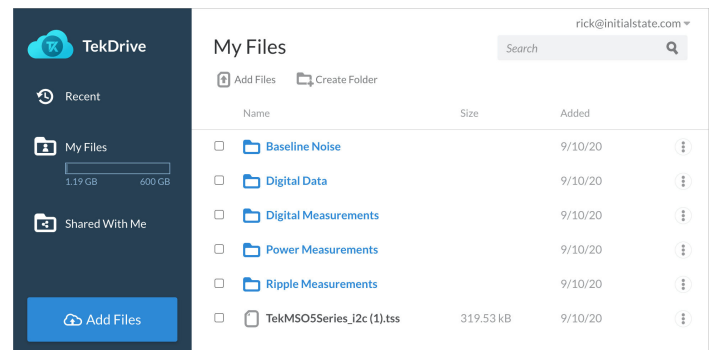 rick@initialstate.com
TK TekDrive
My Files
Search
Add Files Create Folder
Recent
Name Size Added
My Files
1.19 GB 600 GB
Shared With Me
Add Files
Baseline Noise 9/10/20
Digital Data 9/10/20
Digital Measurements 9/10/20
Power Measurements 9/10/20
Ripple Measurements 9/10/20
TekMSO5Series_i2c (1).tss 319.53 kB 9/10/20